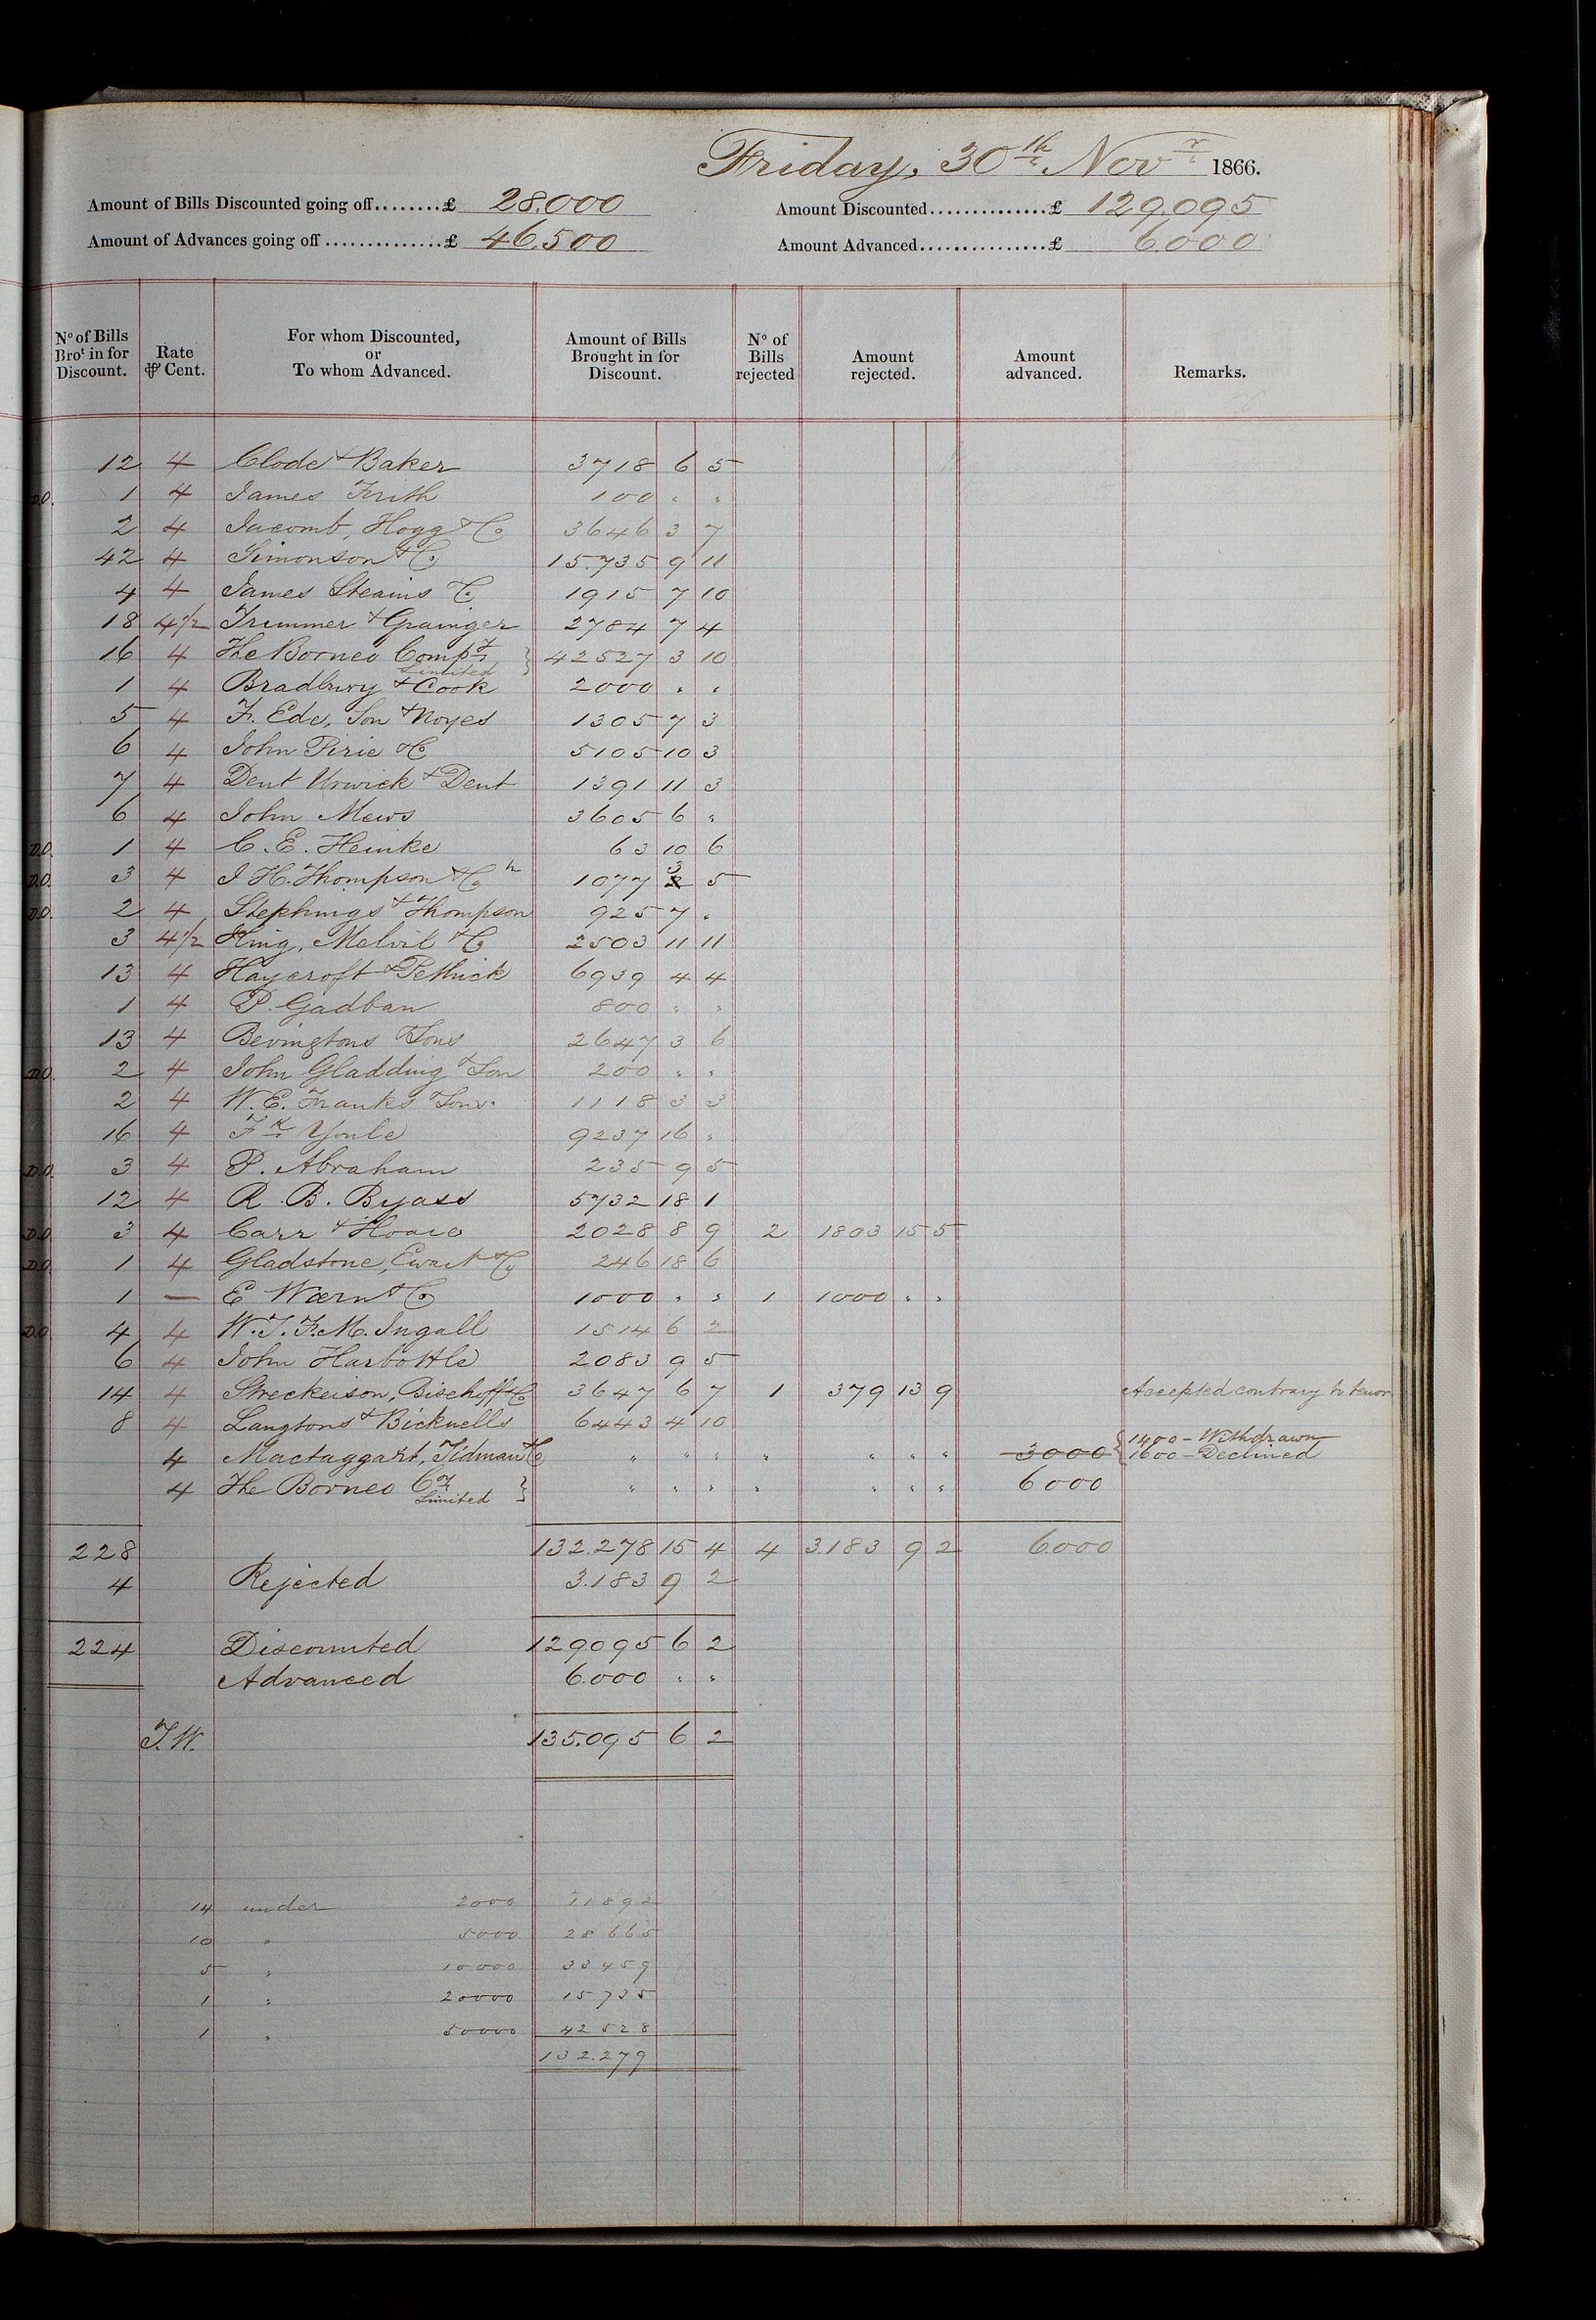 Friday, 30th Novr 1866.
Amount of Bills Discounted going off........£ 28.000 Amount Discounted..............£ 129.095
Amount of Advances going off ...............£ 46.500 Amount Advanced................£ 6.000
No of Bills Brot in for Discount. Rate ⅌ Cent. For whom Discounted, or To whom Advanced. Amount of Bills Brought in for Discount. No of Bills rejected Amount rejected. Amount advanced. Remarks.
12 4 Clode & Baker 3718 6 5
D.O. 1 4 James Frith 100 " "
2 4 Jacomb, Hogg & Co 3646 3 7
42 4 Simonson & Co 15.735 9 11
4 4 James Steains & Co 1915 7 10
18 4½ Trimmer & Grainger 2784 7 4
16 4 The Borneo Compy Limited } 42527 3 10
1 4 Bradbury & Cook 2000 " "
5 4 F. Ede, Son & Noyes 1305 7 3
6 4 John Pirie & Co 5105 10 3
7 4 Dent Urwick & Dent 1391 11 3
6 4 John Mews 3605 6 "
D.O. 1 4 C. E. Heinke 63 10 6
D.O. 3 4 J H. Thompson & Co 1077 3 5
D.O. 2 4 Stephings & Thompson 925 7 "
3 4½ King, Melvil & Co 2503 11 11
13 4 Haycroft & Pethick 6939 4 4
1 4 P. Gadban 800 " "
13 4 Bevingtons & Sons 2647 3 6
D.O. 2 4 John Gladding & Son 200 " "
2 4 W. E. Franks & Sons 1118 3 3
16 4 Fk Youle 9237 16 "
D.O. 3 4 P. Abraham 235 9 5
12 4 R. B. Byass 5732 18 1
D.O. 3 4 Carr & Hoare 2028 8 9 2 1803 15 5
D.O. 1 4 Gladstone, Ewart & Co 246 18 6
1 — E Wærn & Co 1000 " " 1 1000 " "
D.O. 4 4 W. J. F. M. Ingall 1514 6 2
6 4 John Harbottle 2083 9 5
14 4 Streckeison, Bischoff & Co 3647 6 7 1 379 13 9 Accepted contrary to tenor
8 4 Langtons & Bicknells 6443 4 10
4 Mactaggart, Tidman & Co " " " " " " " 3000 { 1400 – Withdrawn
1600 – Declined
4 The Borneo Cy Limited } " " " " " " " 6000
228 132.278 15 4 4 3.183 9 2 6.000
4 Rejected 3.183 9 2
224 Discounted 129.095 6 2
Advanced 6.000 " "
J.W. 135.095 6 2
14 under 2000 11892
10 " 5000 28665
5 " 10000 33459
1 " 20000 15735
1 " 50000 42528
132.279